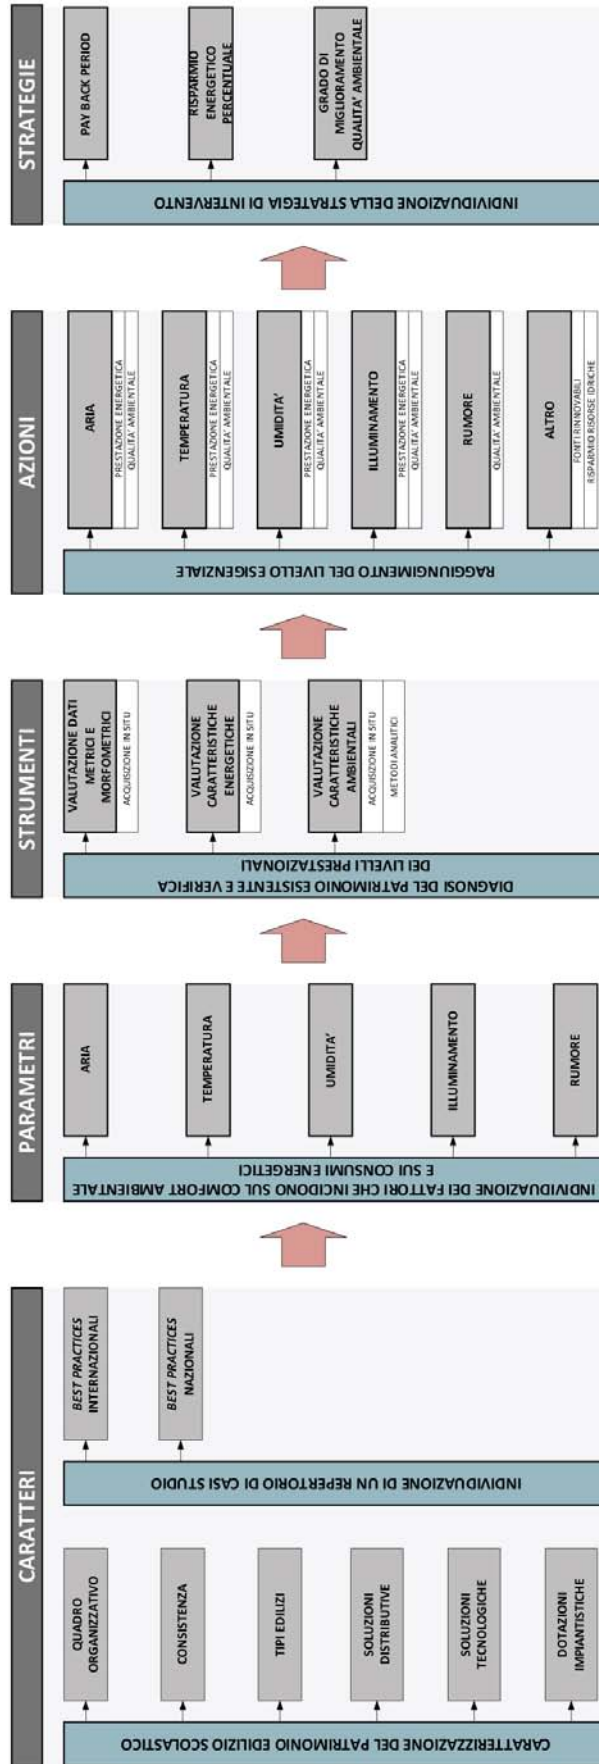 CARATTERI
CARATTERIZZAZIONE DEL PATRIMONIO EDILIZIO SCOLASTICO
QUADRO
ORGANIZZATIVO
CONSISTENZA
TIPI EDILIZI
SOLUZIONI
DISTRIBUTIVE
SOLUZIONI
TECNOLOGICHE
DOTAZIONI
IMPIANTISTICHE
INDIVIDUAZIONE DI UN REPERTORIO DI CASI STUDIO
BEST PRACTICES
INTERNAZIONALI
BEST PRACTICES
NAZIONALI
PARAMETRI
INDIVIDUAZIONE DEI FATTORI CHE INCIDONO SUL COMFORT AMBIENTALE
E SUI CONSUMI ENERGETICI
ARIA
TEMPERATURA
UMIDITA’
ILLUMINAMENTO
RUMORE
STRUMENTI
DIAGNOSI DEL PATRIMONIO ESISTENTE E VERIFICA
DEI LIVELLI PRESTAZIONALI
VALUTAZIONE DATI
METRICI E
MORFOMETRICI
ACQUISIZIONE IN SITU
VALUTAZIONE
CARATTERISTICHE
ENERGETICHE
ACQUISIZIONE IN SITU
VALUTAZIONE
CARATTERISTICHE
AMBIENTALI
ACQUISIZIONE IN SITU
METODI ANALITICI
AZIONI
RAGGIUNGIMENTO DEL LIVELLO ESIGENZIALE
ARIA
PRESTAZIONE ENERGETICA
QUALITA’ AMBIENTALE
TEMPERATURA
PRESTAZIONE ENERGETICA
QUALITA’ AMBIENTALE
UMIDITA’
PRESTAZIONE ENERGETICA
QUALITA’ AMBIENTALE
ILLUMINAMENTO
PRESTAZIONE ENERGETICA
QUALITA’ AMBIENTALE
RUMORE
QUALITA’ AMBIENTALE
ALTRO
FONTI RINNOVABILI
RISPARMIO RISORSE IDRICHE
STRATEGIE
INDIVIDUAZIONE DELLA STRATEGIA DI INTERVENTO
PAY BACK PERIOD
RISPARMIO
ENERGETICO
PERCENTUALE
GRADO DI
MIGLIORAMENTO
QUALITA’ AMBIENTALE